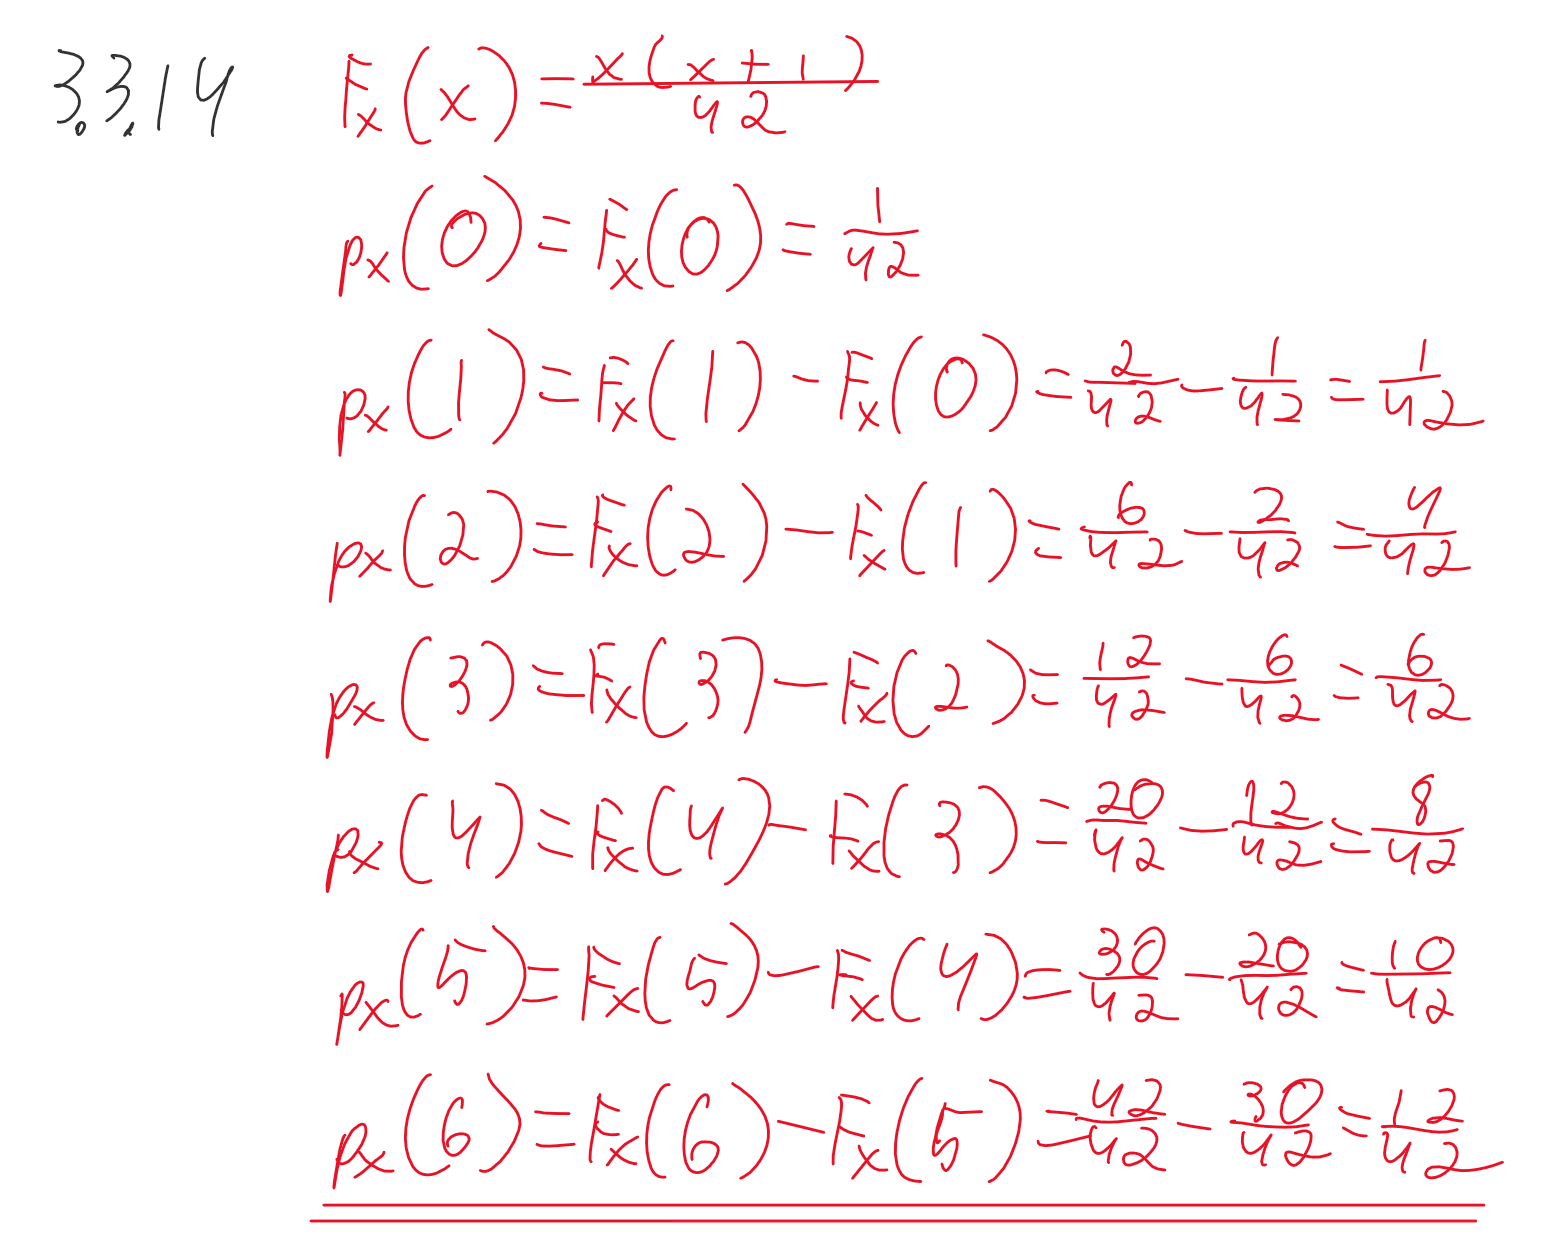 3.3.14 F_X(x) = x(x+1)/42
p_X(0) = F_X(0) = 1/42
p_X(1) = F_X(1) - F_X(0) = 2/42 - 1/42 = 1/42
p_X(2) = F_X(2) - F_X(1) = 6/42 - 2/42 = 4/42
p_X(3) = F_X(3) - F_X(2) = 12/42 - 6/42 = 6/42
p_X(4) = F_X(4) - F_X(3) = 20/42 - 12/42 = 8/42
p_X(5) = F_X(5) - F_X(4) = 30/42 - 20/42 = 10/42
p_X(6) = F_X(6) - F_X(5) = 42/42 - 30/42 = 12/42